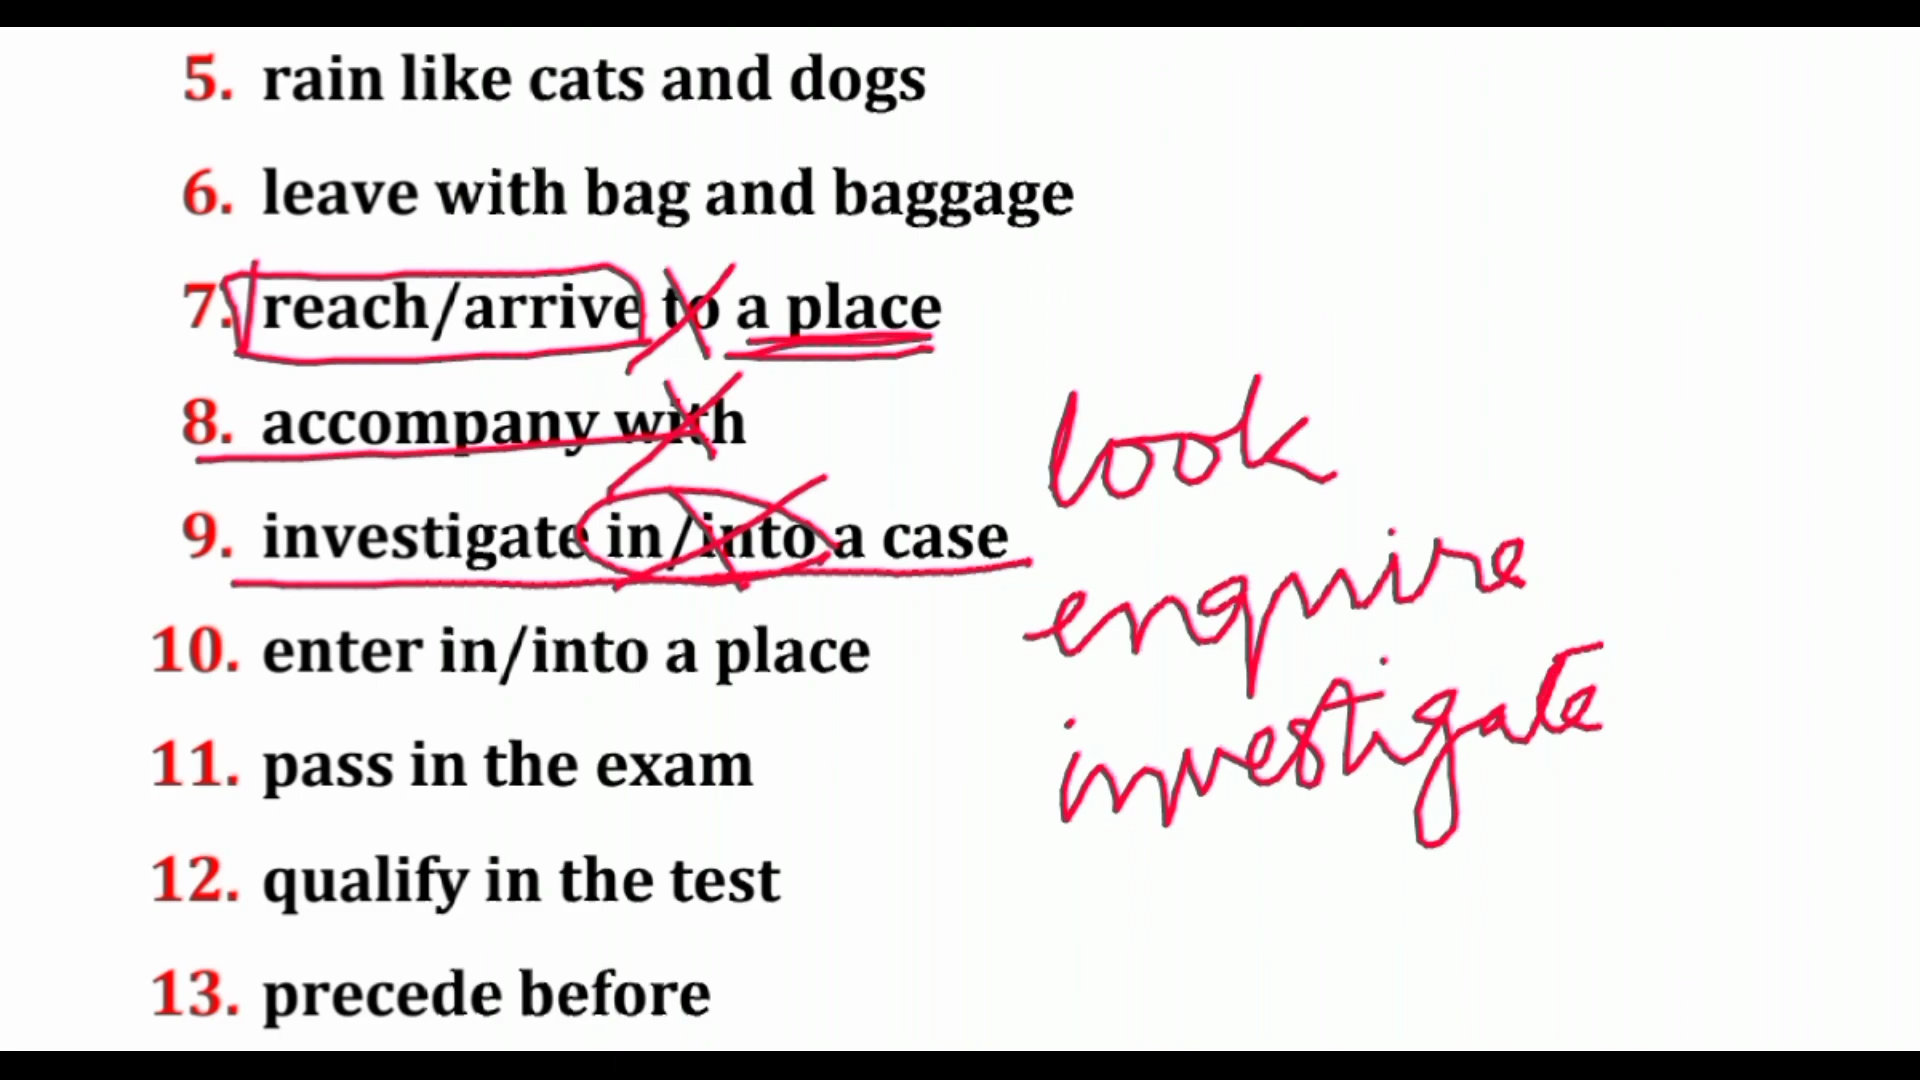 5. rain like cats and dogs
6. leave with bag and baggage
7. reach/arrive to a place
8. accompany with
9. investigate in/into a case
10. enter in/into a place
11. pass in the exam
12. qualify in the test
13. precede before
look
enquire
investigate